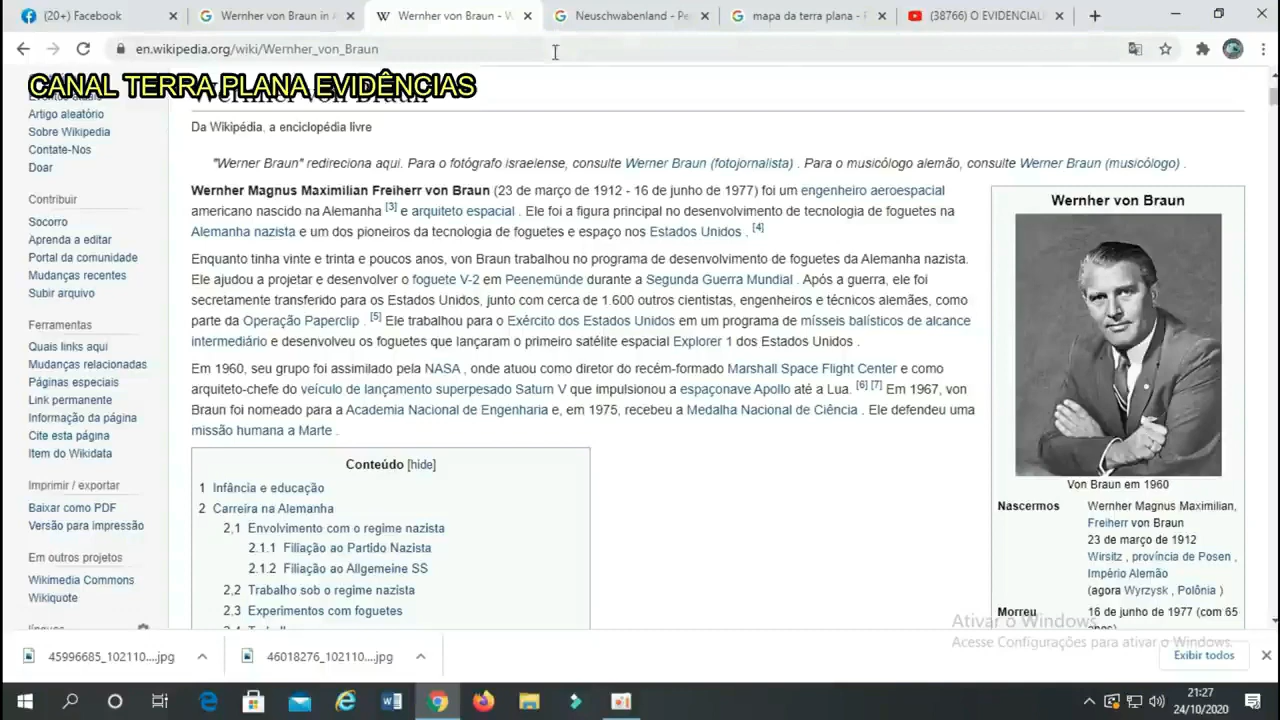 (20+) Facebook
Wernher von Braun in A
Wernher von Braun - W
Neuschwabenland - Pe
mapa da terra plana - P
(38766) O EVIDENCIAL
en.wikipedia.org/wiki/Wernher_von_Braun
CANAL TERRA PLANA EVIDÊNCIAS
Wernher von Braun
Artigo aleatório
Sobre Wikipedia
Contate-Nos
Doar
Contribuir
Socorro
Aprenda a editar
Portal da comunidade
Mudanças recentes
Subir arquivo
Ferramentas
Quais links aqui
Mudanças relacionadas
Páginas especiais
Link permanente
Informação da página
Cite esta página
Item do Wikidata
Imprimir / exportar
Baixar como PDF
Versão para impressão
Em outros projetos
Wikimedia Commons
Wikiquote
Da Wikipédia, a enciclopédia livre
"Werner Braun" redireciona aqui. Para o fotógrafo israelense, consulte Werner Braun (fotojornalista) . Para o musicólogo alemão, consulte Werner Braun (musicólogo) .
Wernher Magnus Maximilian Freiherr von Braun (23 de março de 1912 - 16 de junho de 1977) foi um engenheiro aeroespacial
americano nascido na Alemanha [3] e arquiteto espacial . Ele foi a figura principal no desenvolvimento de tecnologia de foguetes na
Alemanha nazista e um dos pioneiros da tecnologia de foguetes e espaço nos Estados Unidos . [4]
Enquanto tinha vinte e trinta e poucos anos, von Braun trabalhou no programa de desenvolvimento de foguetes da Alemanha nazista.
Ele ajudou a projetar e desenvolver o foguete V-2 em Peenemünde durante a Segunda Guerra Mundial . Após a guerra, ele foi
secretamente transferido para os Estados Unidos, junto com cerca de 1.600 outros cientistas, engenheiros e técnicos alemães, como
parte da Operação Paperclip . [5] Ele trabalhou para o Exército dos Estados Unidos em um programa de mísseis balísticos de alcance
intermediário e desenvolveu os foguetes que lançaram o primeiro satélite espacial Explorer 1 dos Estados Unidos .
Em 1960, seu grupo foi assimilado pela NASA , onde atuou como diretor do recém-formado Marshall Space Flight Center e como
arquiteto-chefe do veículo de lançamento superpesado Saturn V que impulsionou a espaçonave Apollo até a Lua. [6] [7] Em 1967, von
Braun foi nomeado para a Academia Nacional de Engenharia e, em 1975, recebeu a Medalha Nacional de Ciência . Ele defendeu uma
missão humana a Marte .
Conteúdo [hide]
1 Infância e educação
2 Carreira na Alemanha
2,1 Envolvimento com o regime nazista
2.1.1 Filiação ao Partido Nazista
2.1.2 Filiação ao Allgemeine SS
2.2 Trabalho sob o regime nazista
2.3 Experimentos com foguetes
Wernher von Braun
Von Braun em 1960
Nascermos Wernher Magnus Maximilian,
Freiherr von Braun
23 de março de 1912
Wirsitz , província de Posen ,
Império Alemão
(agora Wyrzysk , Polônia )
Morreu 16 de junho de 1977 (com 65
anos)
Ativar o Windows
Acesse Configurações para ativar o Windows.
45996685_102110....jpg
46018276_102110....jpg
Exibir todos
21:27
24/10/2020